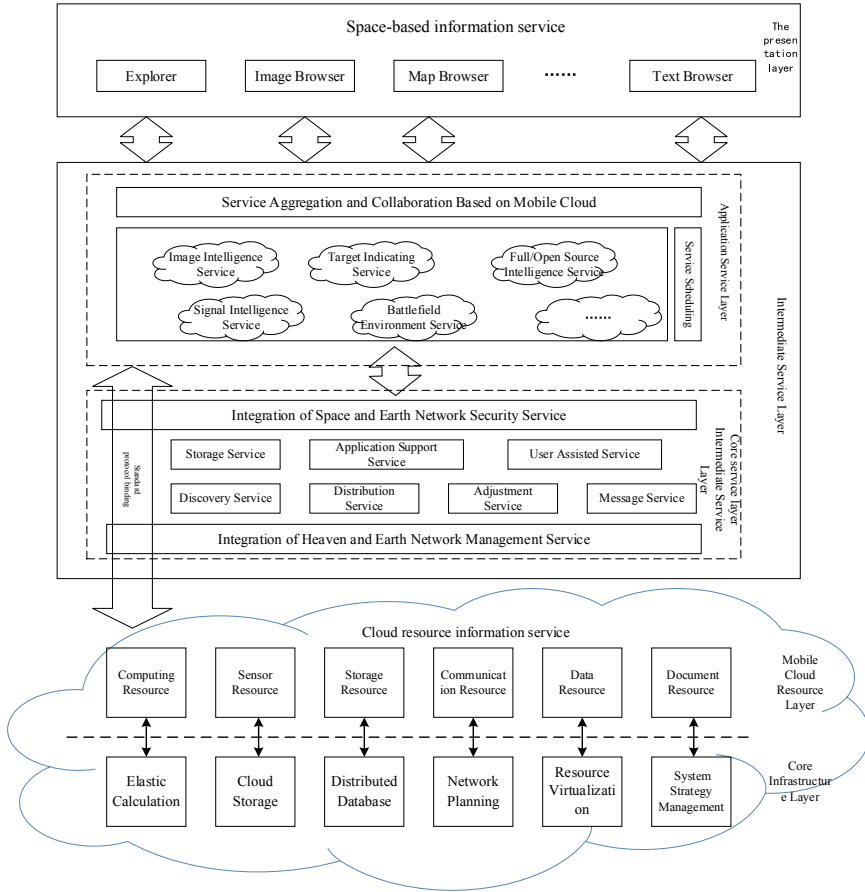 Space-based information service
The
presen
tation
layer
Explorer
Image Browser
Map Browser
……
Text Browser
Service Aggregation and Collaboration Based on Mobile Cloud
Image Intelligence
Service
Target Indicating
Service
Full/Open Source
Intelligence Service
Signal Intelligence
Service
Battlefield
Environment Service
……
Service Scheduling
Application Service Layer
Intermediate Service Layer
Integration of Space and Earth Network Security Service
Storage Service
Application Support
Service
User Assisted Service
Discovery Service
Distribution
Service
Adjustment
Service
Message Service
Integration of Heaven and Earth Network Management Service
Core service layer
Intermediate Service
Layer
Standard
protocol binding
Cloud resource information service
Computing
Resource
Sensor
Resource
Storage
Resource
Communicat
ion Resource
Data
Resource
Document
Resource
Mobile
Cloud
Resource
Layer
Elastic
Calculation
Cloud
Storage
Distributed
Database
Network
Planning
Resource
Virtualizati
on
System
Strategy
Management
Core
Infrastructur
e Layer